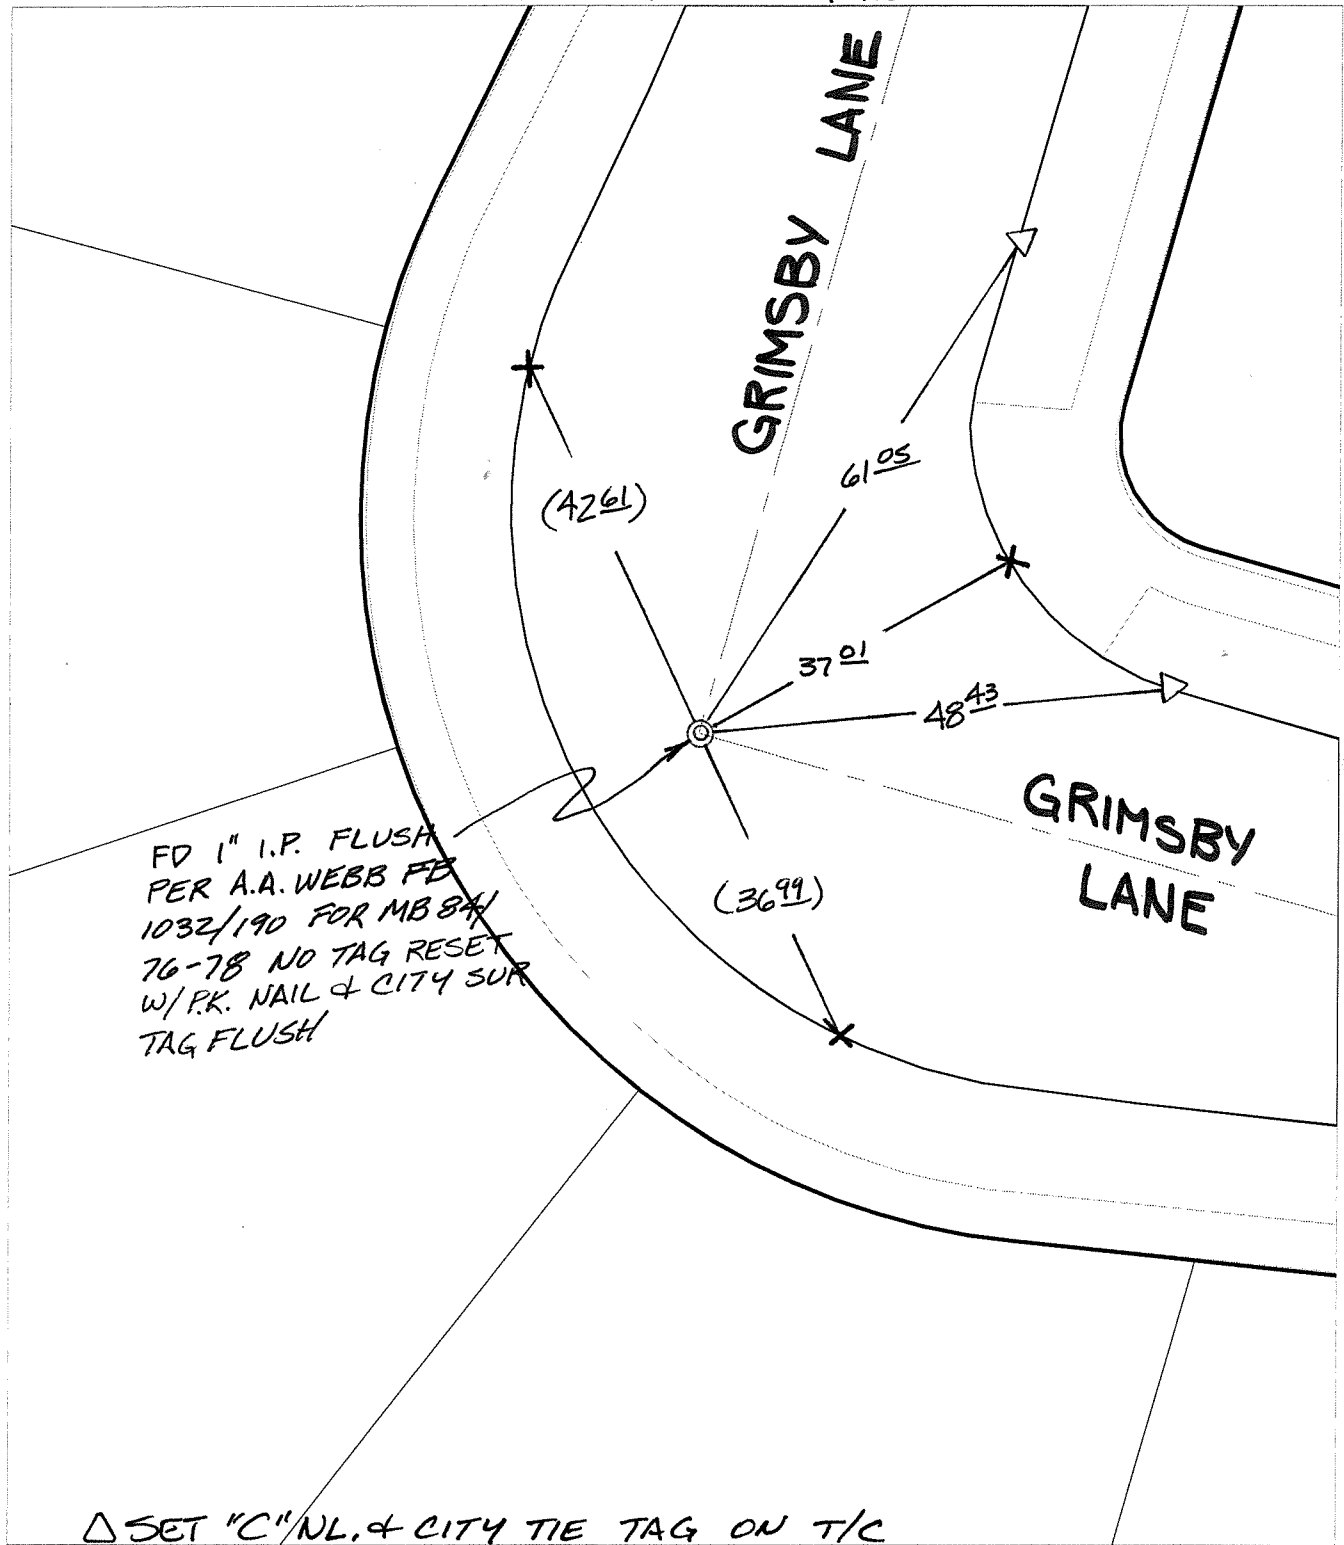 GRIMSBY LANE
(42 61)
61 05
37 01
48 43
(36 99)
GRIMSBY
LANE
FD 1" I.P. FLUSH
PER A.A. WEBB FB
1032/190 FOR MB 84/
76-78 NO TAG RESET
W/ P.K. NAIL & CITY SUR
TAG FLUSH
△ SET "C" NL. & CITY TIE TAG ON T/C